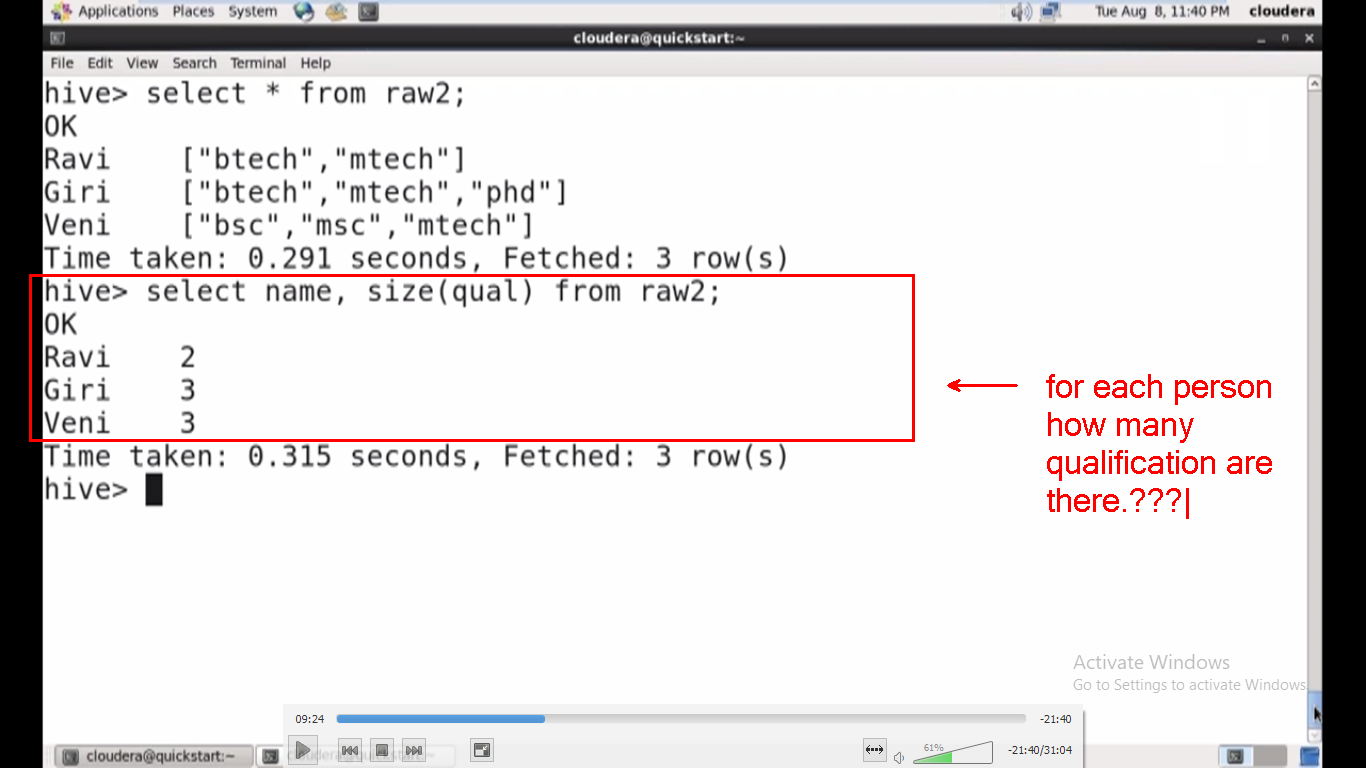 Applications Places System
Tue Aug 8, 11:40 PM cloudera
cloudera@quickstart:~
File Edit View Search Terminal Help
hive> select * from raw2;
OK
Ravi ["btech","mtech"]
Giri ["btech","mtech","phd"]
Veni ["bsc","msc","mtech"]
Time taken: 0.291 seconds, Fetched: 3 row(s)
hive> select name, size(qual) from raw2;
OK
Ravi 2
Giri 3
Veni 3
Time taken: 0.315 seconds, Fetched: 3 row(s)
hive>
for each person
how many
qualification are
there.???|
Activate Windows
Go to Settings to activate Windows
09:24 -21:40
61% -21:40/31:04
cloudera@quickstart:~ cloudera@quickstart:~